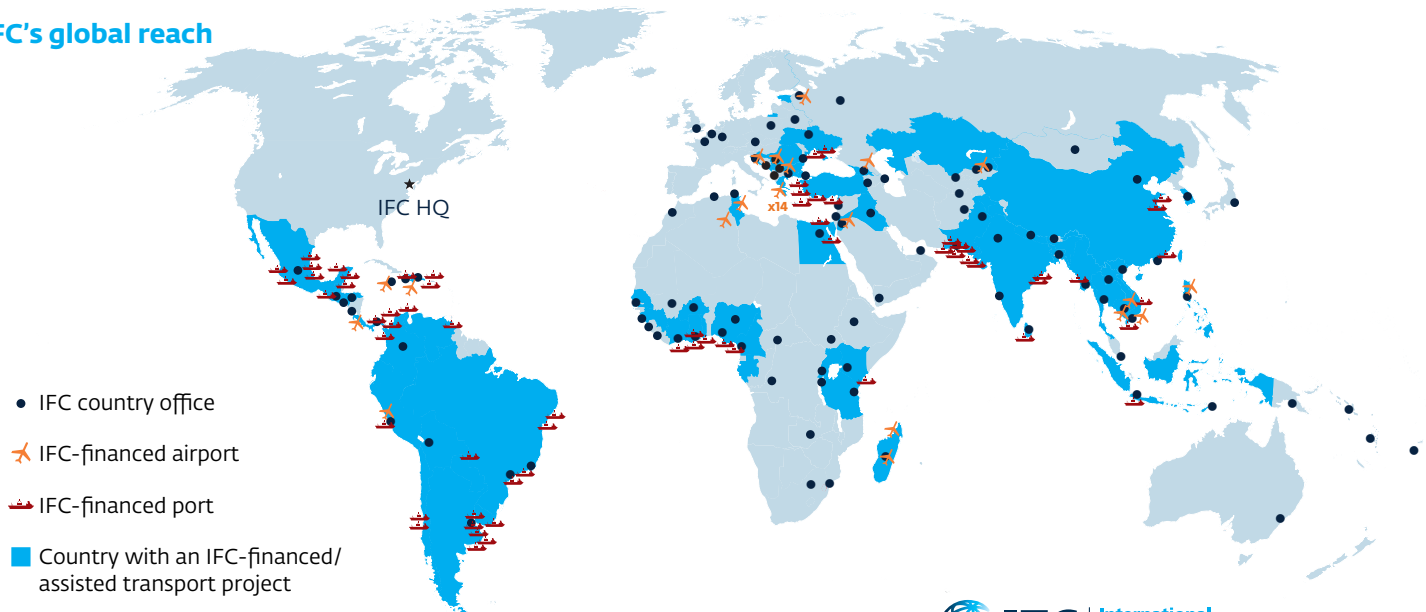 FC's global reach
IFC HQ
x14
IFC country office
IFC-financed airport
IFC-financed port
Country with an IFC-financed/
assisted transport project